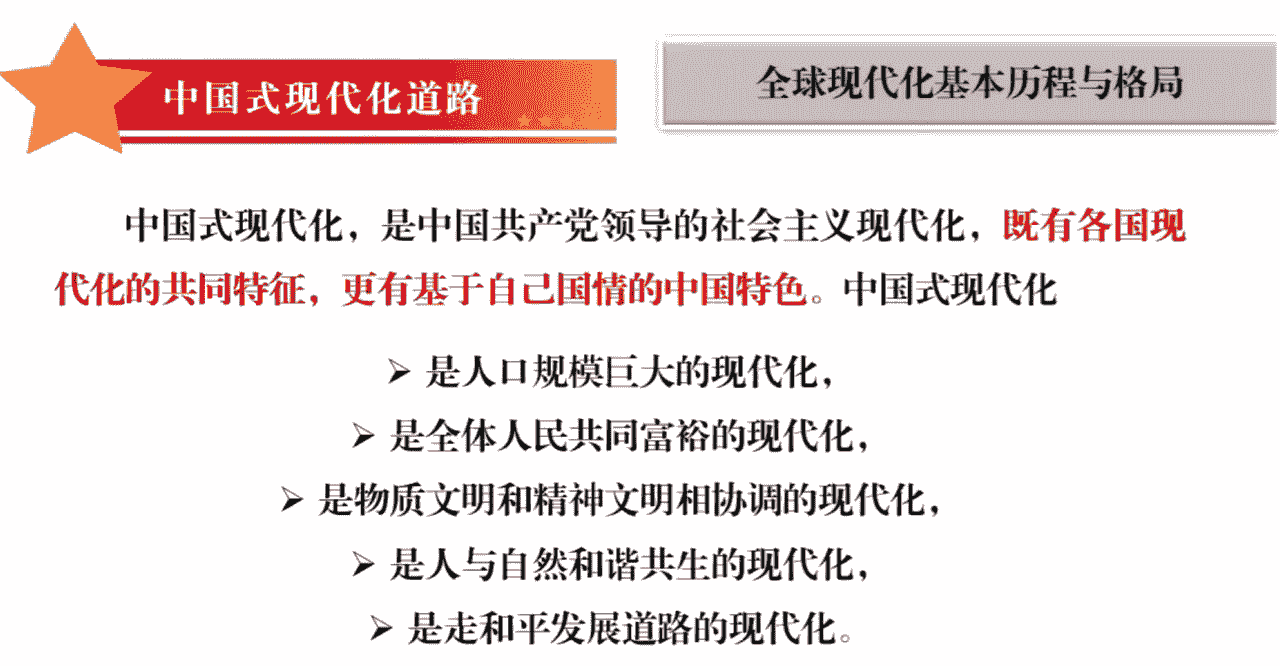 中国式现代化道路
全球现代化基本历程与格局
中国式现代化，是中国共产党领导的社会主义现代化，既有各国现
代化的共同特征，更有基于自己国情的中国特色。中国式现代化
➢ 是人口规模巨大的现代化，
➢ 是全体人民共同富裕的现代化，
➢ 是物质文明和精神文明相协调的现代化，
➢ 是人与自然和谐共生的现代化，
➢ 是走和平发展道路的现代化。